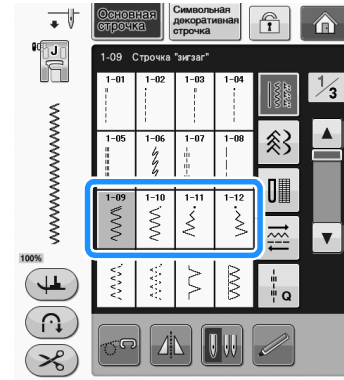 Основная
строчка
Символьная
декоративная
строчка
J
1-09 Строчка "зигзаг"
1/3
1-01 1-02 1-03 1-04
1-05 1-06 1-07 1-08
1-09 1-10 1-11 1-12
100%
Q